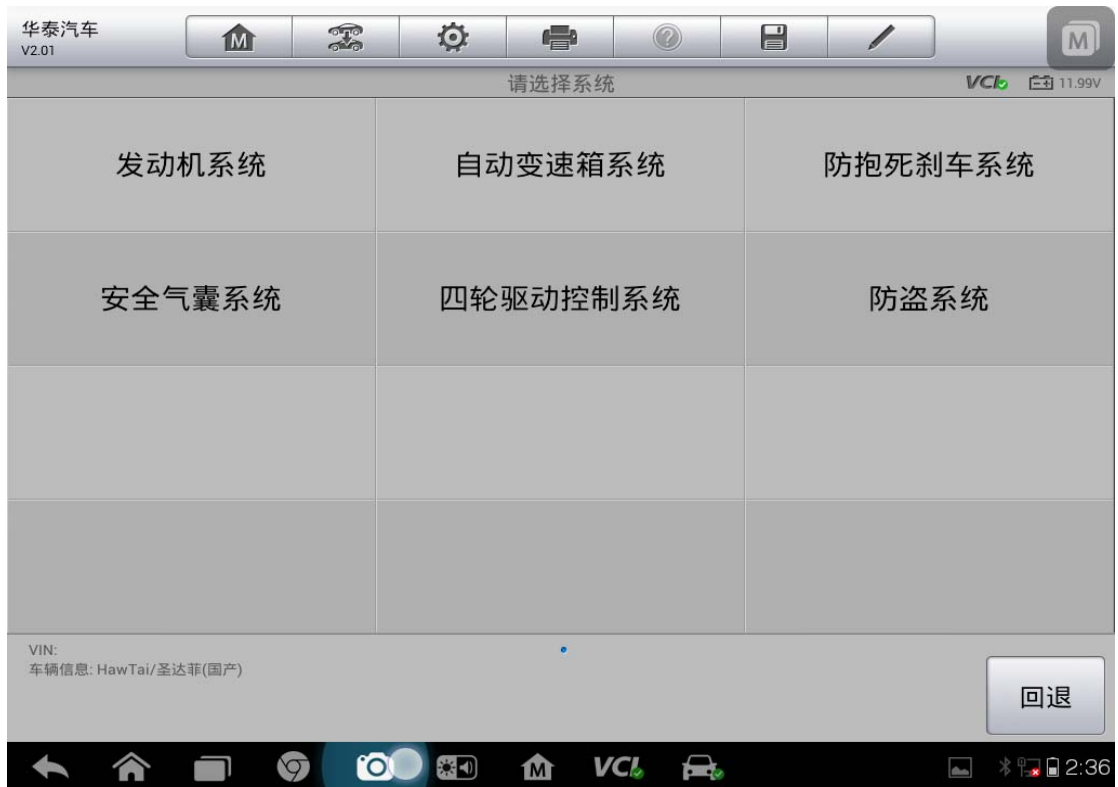 华泰汽车
V2.01
M
M
请选择系统
VCI
11.99V
发动机系统
自动变速箱系统
防抱死刹车系统
安全气囊系统
四轮驱动控制系统
防盗系统
VIN:
车辆信息: HawTai/圣达菲(国产)
回退
M
VCI
2:36